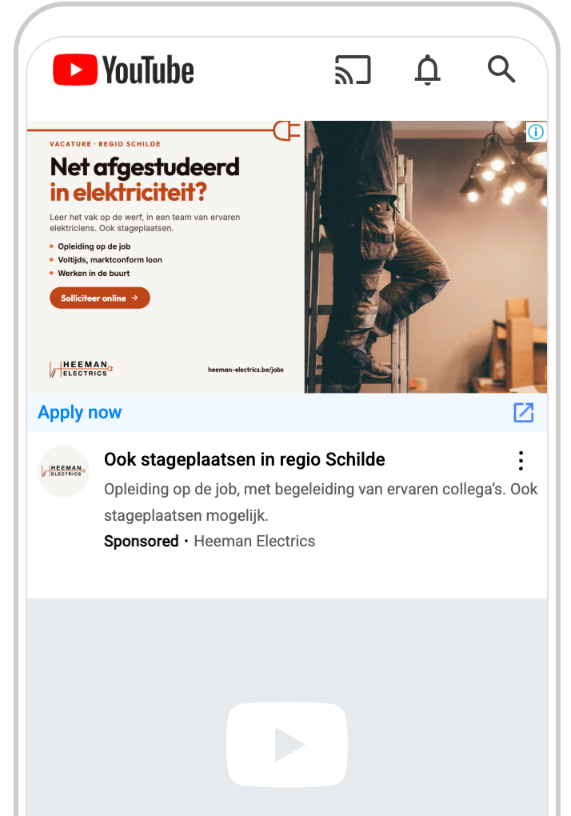 YouTube
VACATURE · REGIO SCHILDE
Net afgestudeerd
in elektriciteit?
Leer het vak op de werf, in een team van ervaren
elektriciens. Ook stageplaatsen.
• Opleiding op de job
• Voltijds, marktconform loon
• Werken in de buurt
Solliciteer online →
HEEMAN
ELECTRICS
heeman-electrics.be/jobs
Apply now
HEEMAN
ELECTRICS
Ook stageplaatsen in regio Schilde
Opleiding op de job, met begeleiding van ervaren collega’s. Ook
stageplaatsen mogelijk.
Sponsored · Heeman Electrics